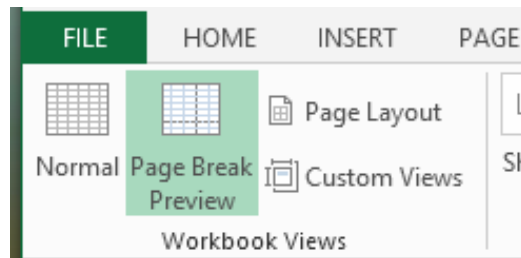 FILE HOME INSERT PAGE
Page Layout
Normal Page Break Custom Views
Preview
Workbook Views